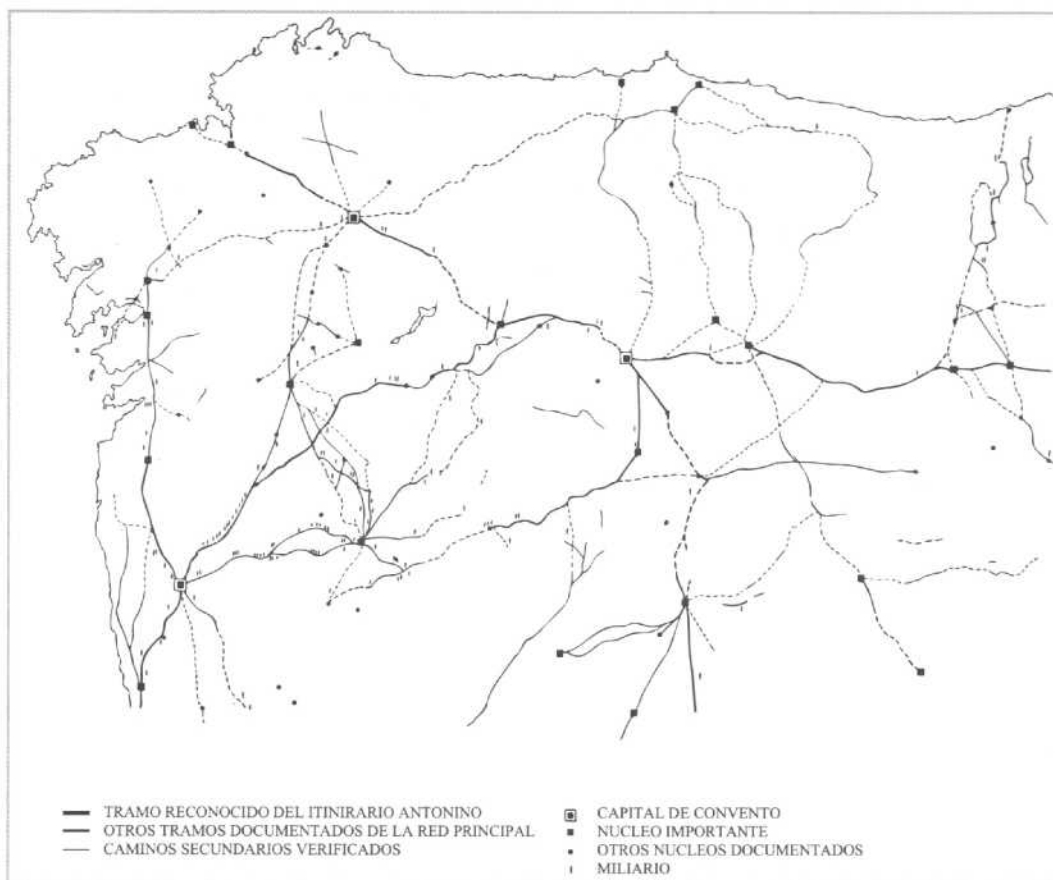 TRAMO RECONOCIDO DEL ITINIRARIO ANTONINO
OTROS TRAMOS DOCUMENTADOS DE LA RED PRINCIPAL
CAMINOS SECUNDARIOS VERIFICADOS
CAPITAL DE CONVENTO
NUCLEO IMPORTANTE
OTROS NUCLEOS DOCUMENTADOS
MILIARIO